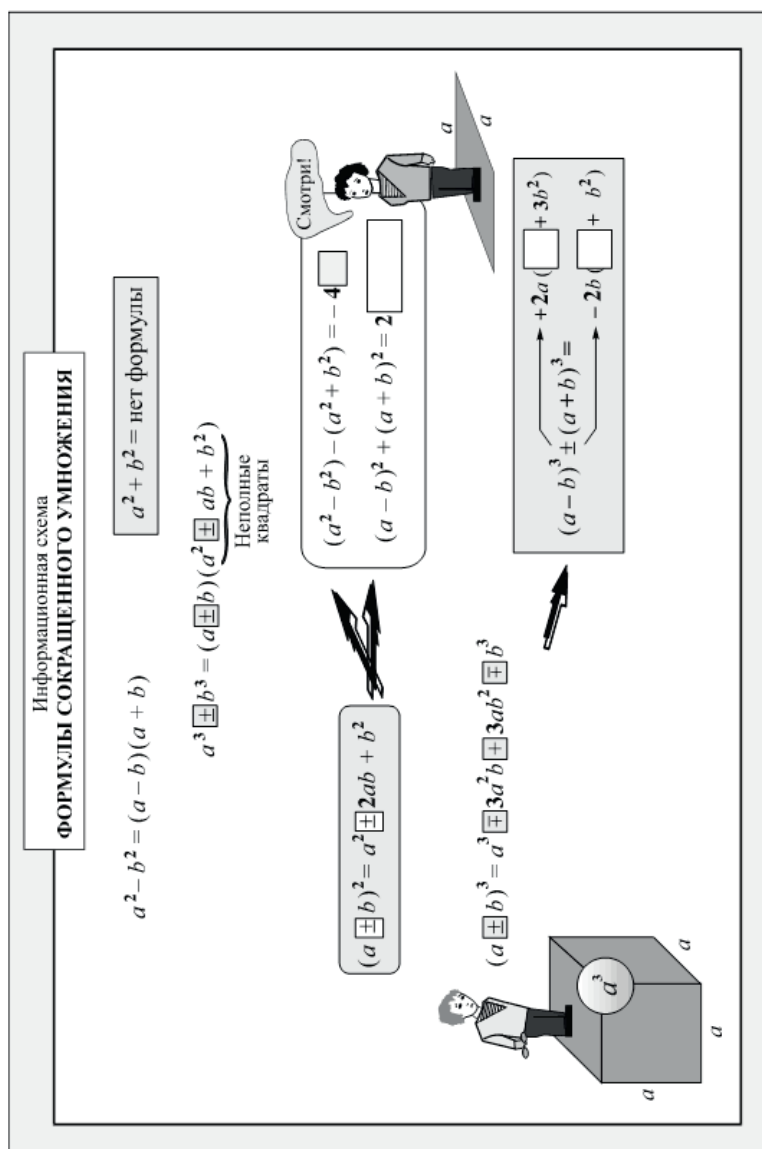 Информационная схема
ФОРМУЛЫ СОКРАЩЕННОГО УМНОЖЕНИЯ
a² − b² = (a − b)(a + b)
a² + b² = нет формулы
a³ ± b³ = (a ± b)(a² ± ab + b²)
Неполные
квадраты
(a ± b)² = a² ± 2ab + b²
Смотри!
(a² − b²) − (a² + b²) = − 4
(a − b)² + (a + b)² = 2
a
a
(a ± b)³ = a³ ∓ 3a²b + 3ab² ∓ b³
(a − b)³ ± (a + b)³ =
+2a( + 3b²)
− 2b( + b²)
a³
a
a
a